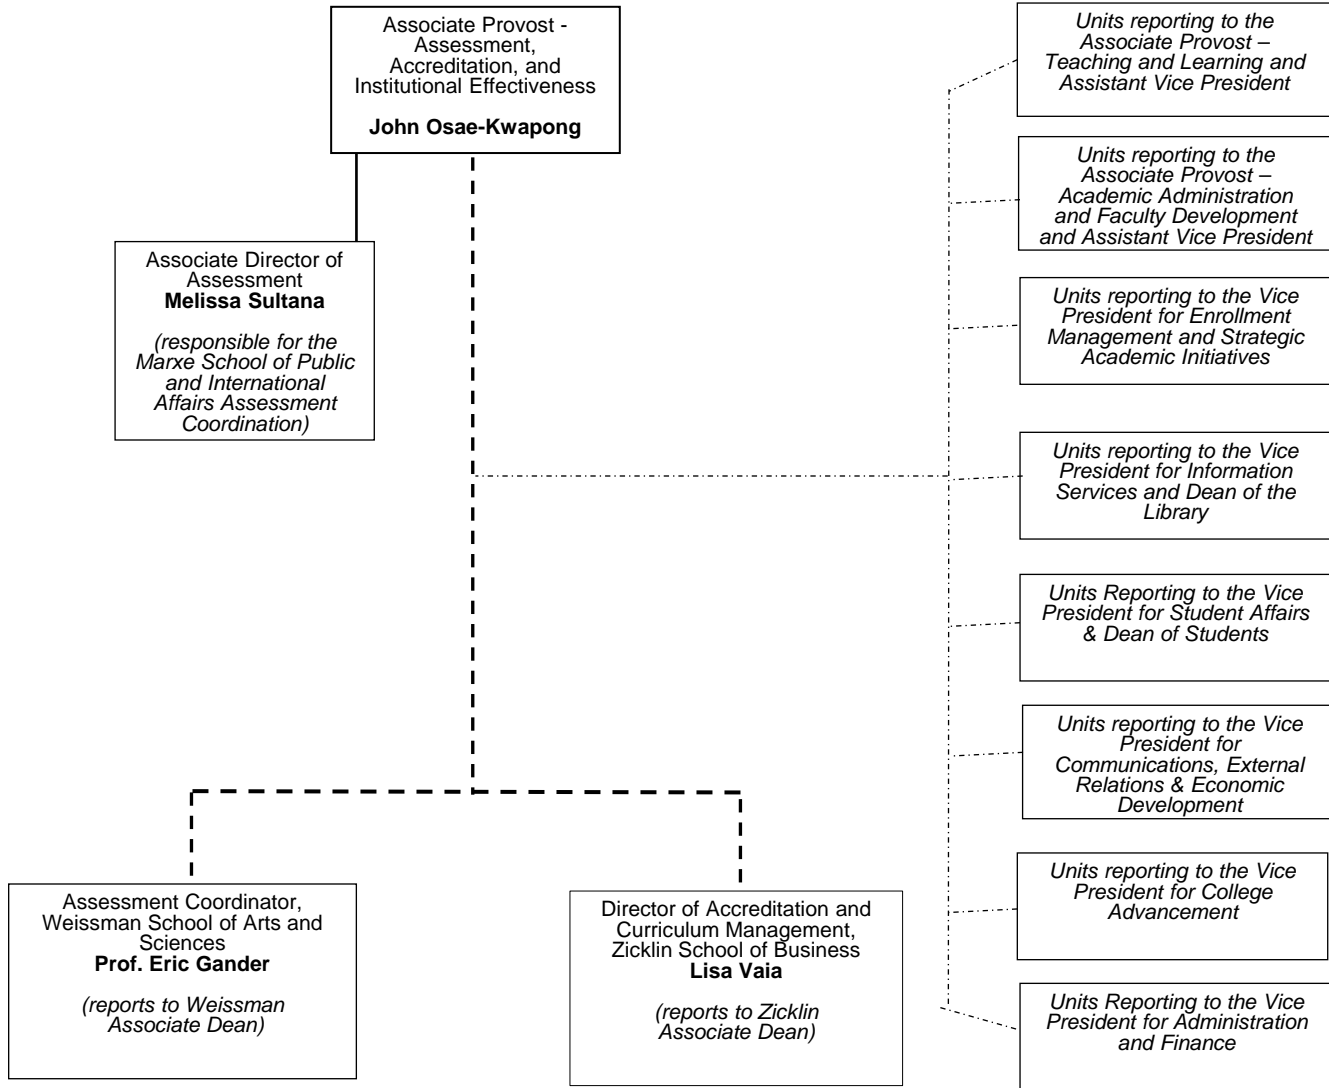 Associate Provost -
Assessment,
Accreditation, and
Institutional Effectiveness
John Osae-Kwapong
Associate Director of
Assessment
Melissa Sultana
(responsible for the
Marxe School of Public
and International
Affairs Assessment
Coordination)
Assessment Coordinator,
Weissman School of Arts and
Sciences
Prof. Eric Gander
(reports to Weissman
Associate Dean)
Director of Accreditation and
Curriculum Management,
Zicklin School of Business
Lisa Vaia
(reports to Zicklin
Associate Dean)
Units reporting to the
Associate Provost –
Teaching and Learning and
Assistant Vice President
Units reporting to the
Associate Provost –
Academic Administration
and Faculty Development
and Assistant Vice President
Units reporting to the Vice
President for Enrollment
Management and Strategic
Academic Initiatives
Units reporting to the Vice
President for Information
Services and Dean of the
Library
Units Reporting to the Vice
President for Student Affairs
& Dean of Students
Units reporting to the Vice
President for
Communications, External
Relations & Economic
Development
Units reporting to the Vice
President for College
Advancement
Units Reporting to the Vice
President for Administration
and Finance